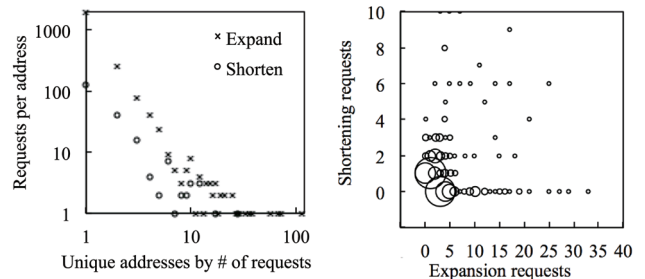 1000
100
10
1
Requests per address
× Expand
○ Shorten
1 10 100
Unique addresses by # of requests
10
8
6
4
2
0
Shortening requests
0 5 10 15 20 25 30 35 40
Expansion requests